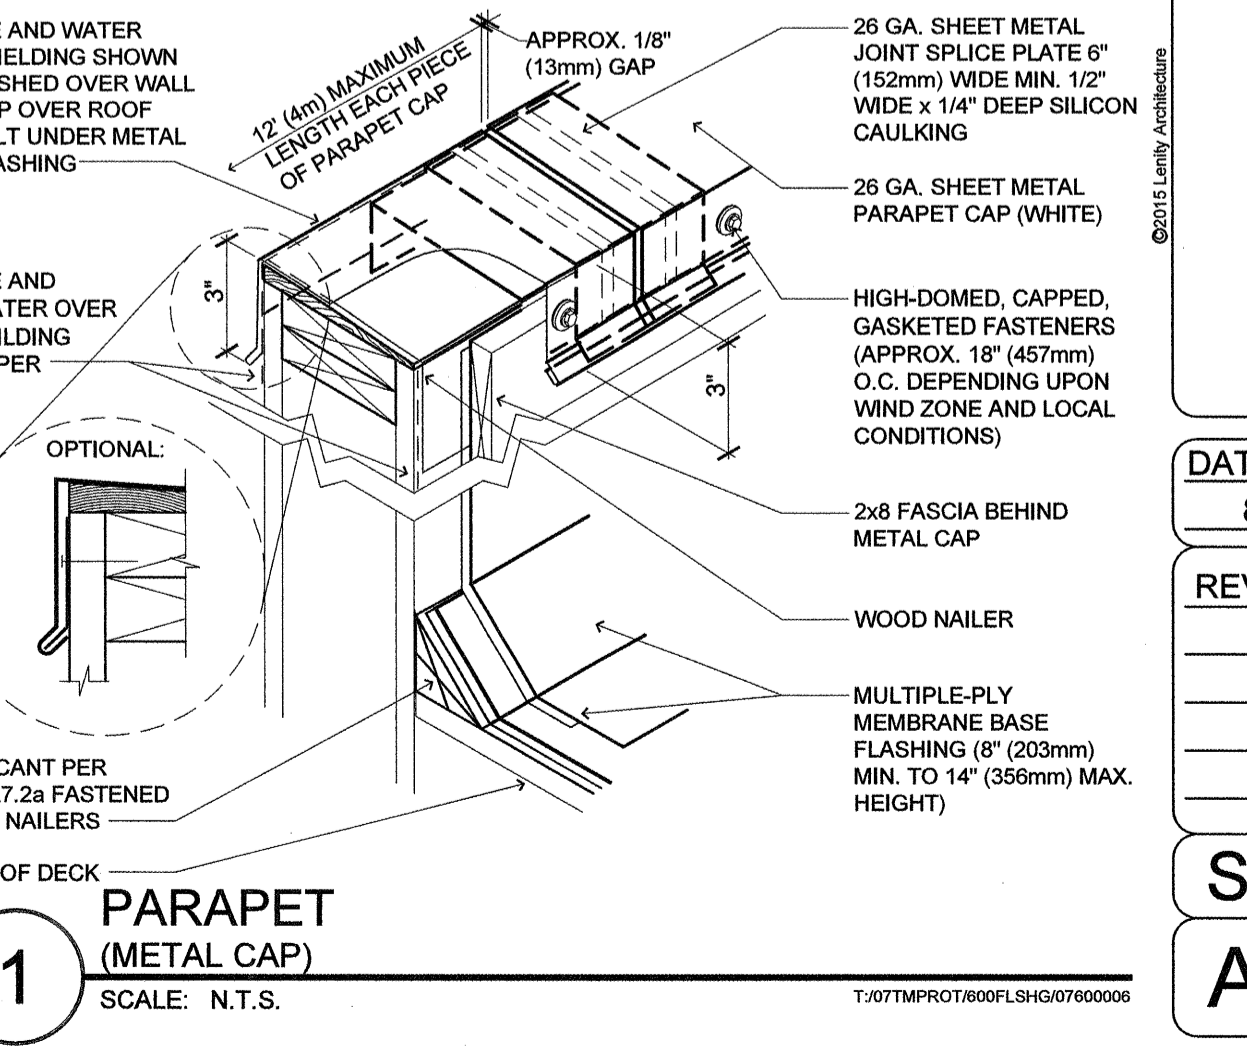 E AND WATER
IELDING SHOWN
SHED OVER WALL
P OVER ROOF
LT UNDER METAL
ASHING
12' (4m) MAXIMUM
LENGTH EACH PIECE
OF PARAPET CAP
APPROX. 1/8"
(13mm) GAP
26 GA. SHEET METAL
JOINT SPLICE PLATE 6"
(152mm) WIDE MIN. 1/2"
WIDE x 1/4" DEEP SILICON
CAULKING
26 GA. SHEET METAL
PARAPET CAP (WHITE)
HIGH-DOMED, CAPPED,
GASKETED FASTENERS
(APPROX. 18" (457mm)
O.C. DEPENDING UPON
WIND ZONE AND LOCAL
CONDITIONS)
3"
E AND
ATER OVER
ILDING
PER
3"
OPTIONAL:
2x8 FASCIA BEHIND
METAL CAP
WOOD NAILER
MULTIPLE-PLY
MEMBRANE BASE
FLASHING (8" (203mm)
MIN. TO 14" (356mm) MAX.
HEIGHT)
CANT PER
7.2a FASTENED
NAILERS
OF DECK
1
PARAPET
(METAL CAP)
SCALE: N.T.S.
T:/07TMPROT/600FLSHG/07600006
©2015 Lenity Architecture
DAT
REV
S
A